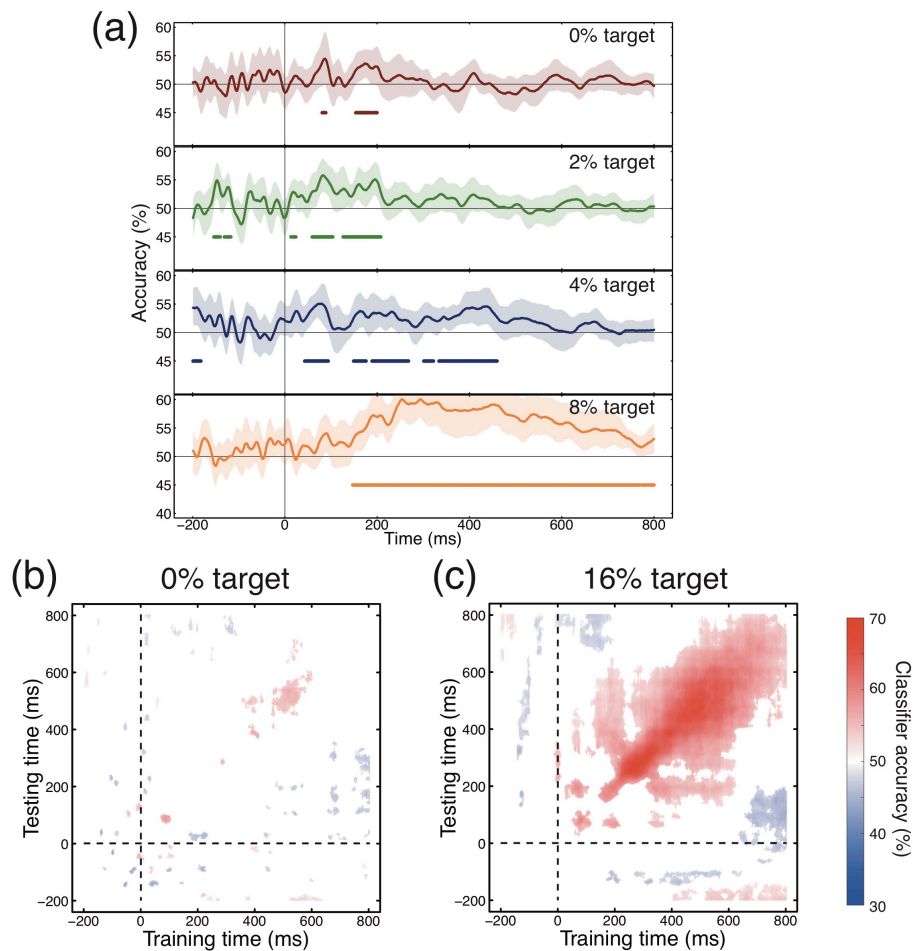 (a)
60
0% target
55
50
45
60
2% target
55
50
45
60
4% target
55
50
45
60
8% target
55
50
45
40
Accuracy (%)
−200 0 200 400 600 800
Time (ms)
(b) 0% target
800
600
400
200
0
−200
Testing time (ms)
−200 0 200 400 600 800
Training time (ms)
(c) 16% target
800
600
400
200
0
−200
Testing time (ms)
−200 0 200 400 600 800
Training time (ms)
70
60
50
40
30
Classifier accuracy (%)